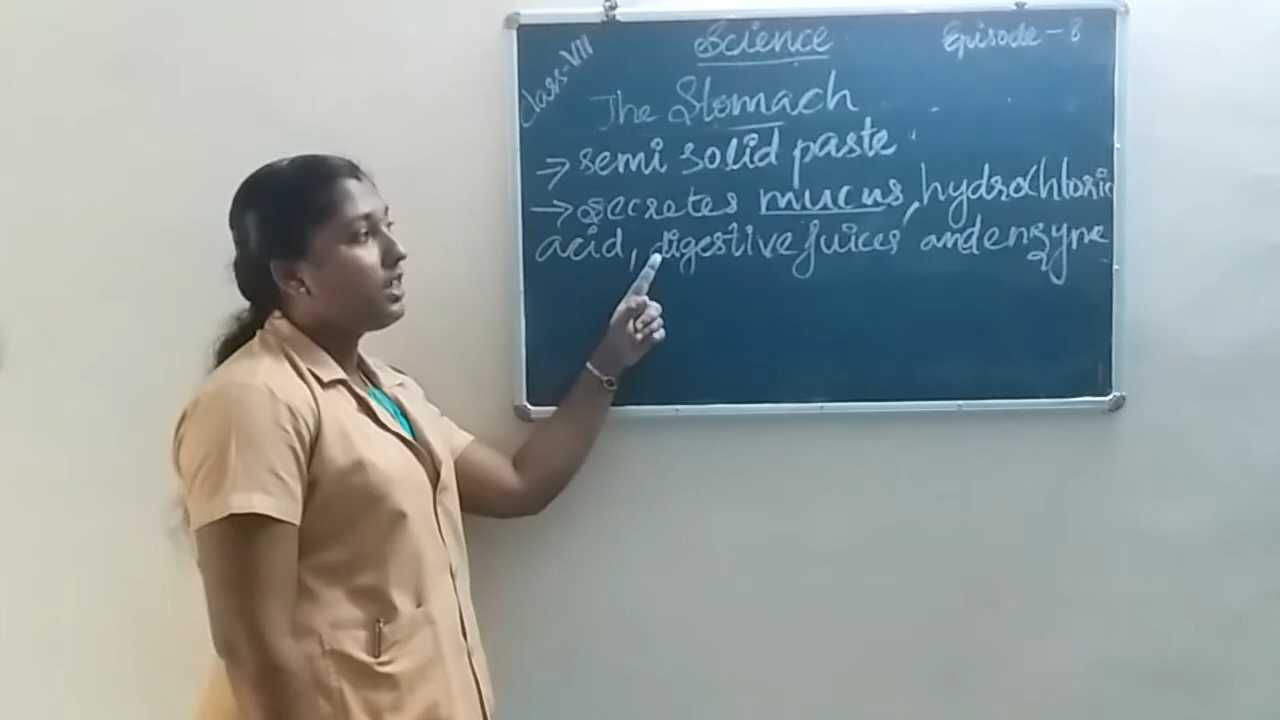 Class-VII
Science
Episode-8
The Stomach
→ semi solid paste.
→ secretes mucus, hydrochloric
acid, digestive juices and enzyme